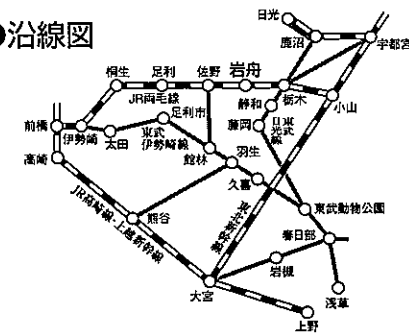 ●沿線図
日光
鹿沼
宇都宮
桐生
足利
佐野
岩舟
栃木
小山
JR両毛線
静和
藤岡
東武
日光線
足利市
前橋
伊勢崎
太田
東武
伊勢崎線
館林
羽生
高崎
久喜
東武動物公園
熊谷
JR高崎線・上越新幹線
東北新幹線
春日部
岩槻
大宮
浅草
上野